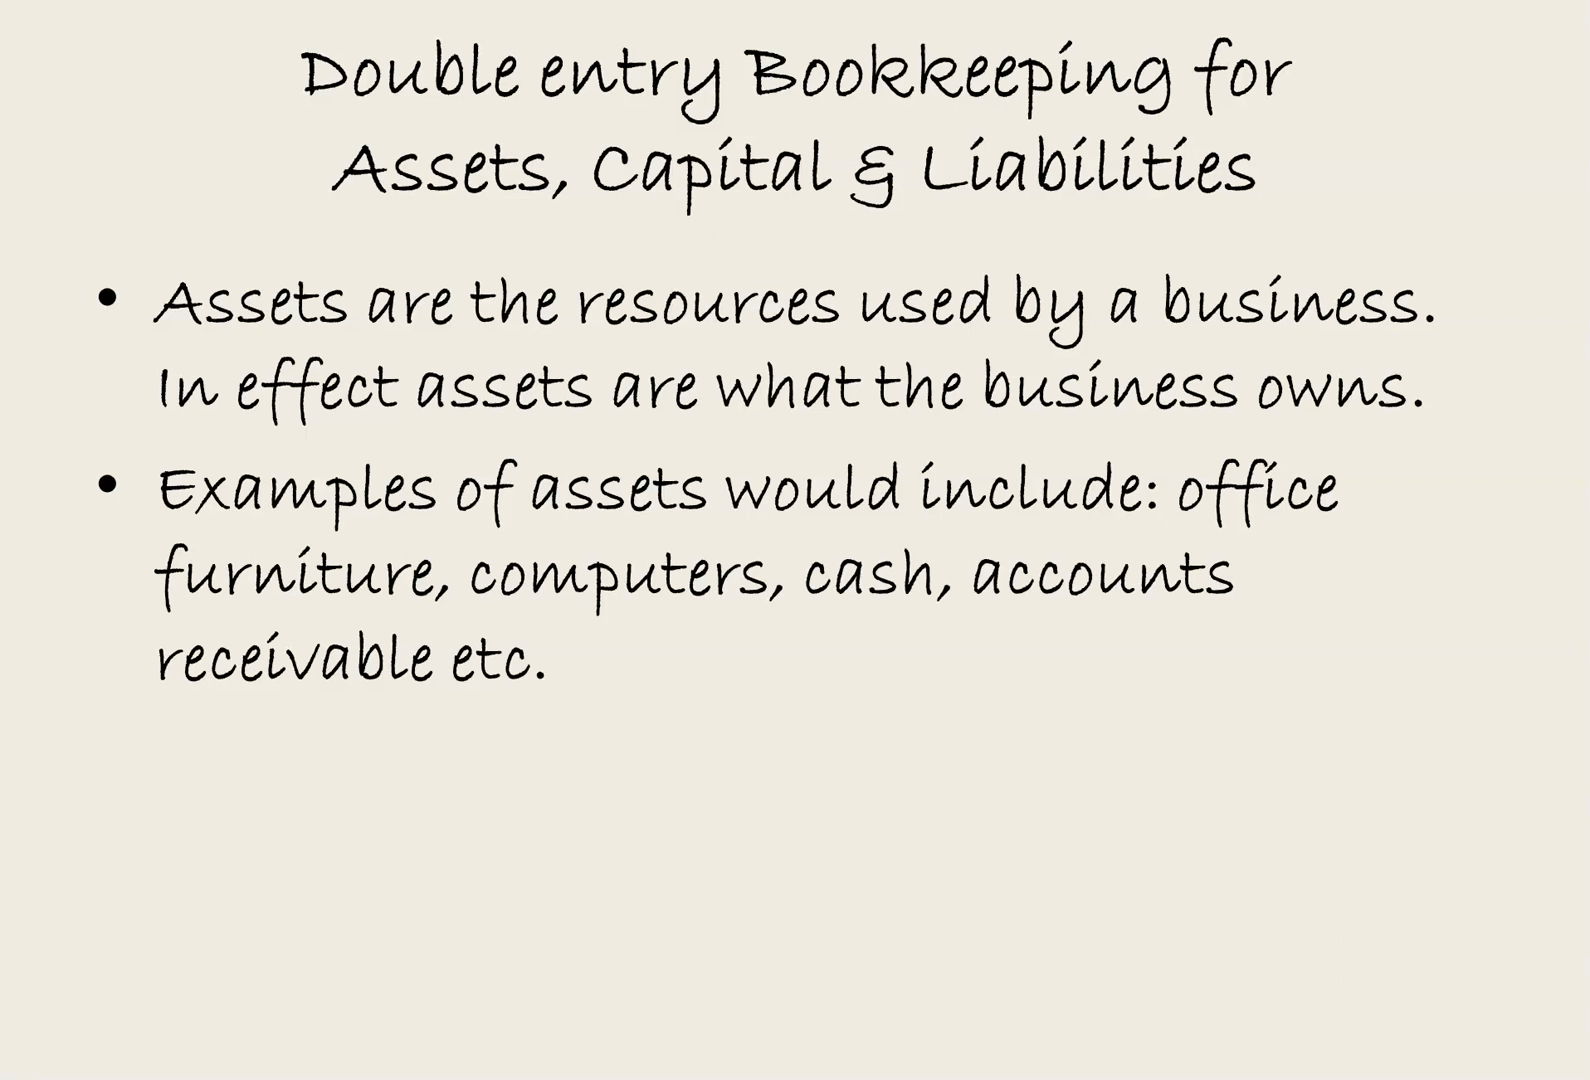 Double entry Bookkeeping for
Assets, Capital & Liabilities
• Assets are the resources used by a business.
In effect assets are what the business owns.
• Examples of assets would include: office
furniture, computers, cash, accounts
receivable etc.